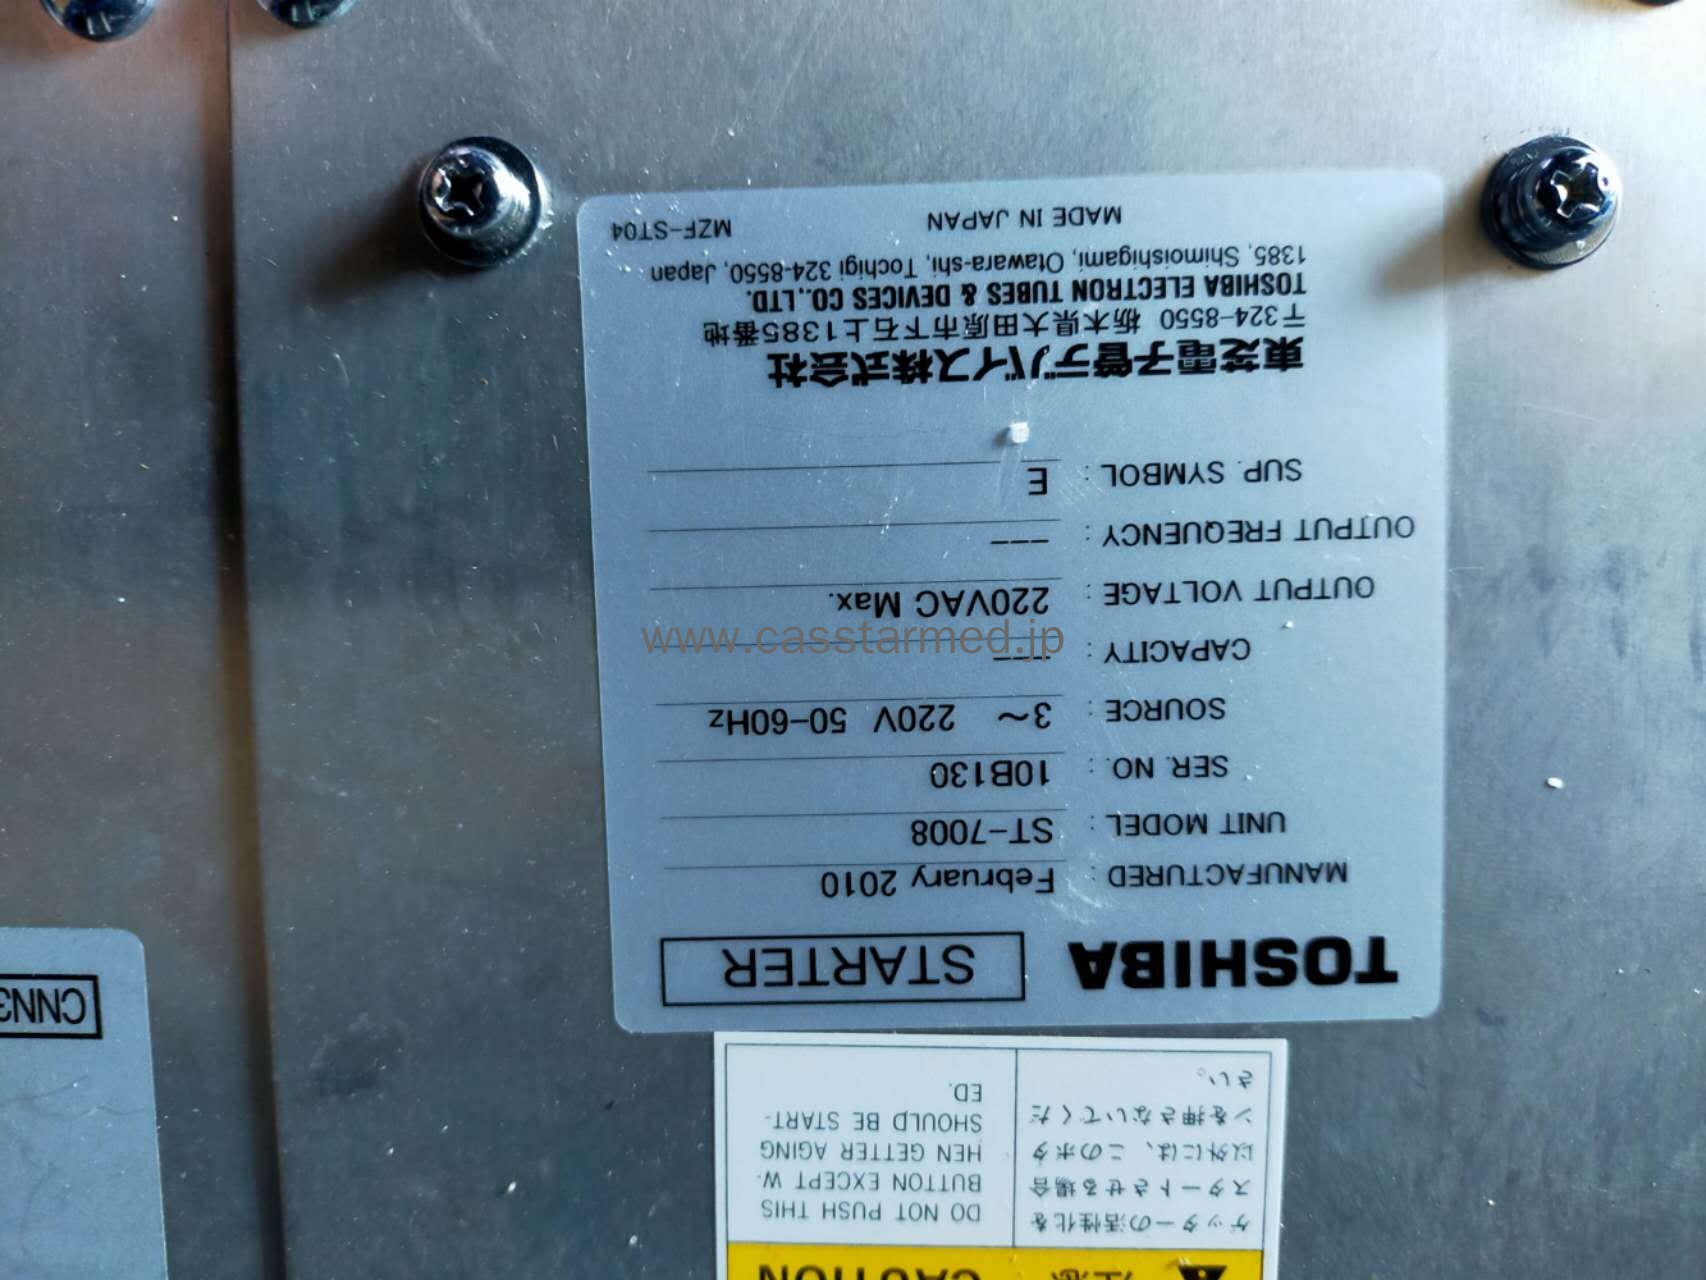 注意 CAUTION
ゲッターの活性化を
スタートさせる場合
以外には、このボタ
ンを押さないでくだ
さい。
DO NOT PUSH THIS
BUTTON EXCEPT W-
HEN GETTER AGING
SHOULD BE START-
ED.
TOSHIBA STARTER
MANUFACTURED : February 2010
UNIT MODEL : ST-7008
SER. NO. : 10B130
SOURCE : 3～ 220V 50-60Hz
CAPACITY : ---
OUTPUT VOLTAGE : 220VAC Max.
OUTPUT FREQUENCY : ---
SUP. SYMBOL : E
東芝電子管デバイス株式会社
〒324-8550 栃木県大田原市下石上1385番地
TOSHIBA ELECTRON TUBES & DEVICES CO.,LTD.
1385, Shimoishigami, Otawara-shi, Tochigi 324-8550, Japan
MADE IN JAPAN MZF-ST04
CNN3
www.casstarmed.jp